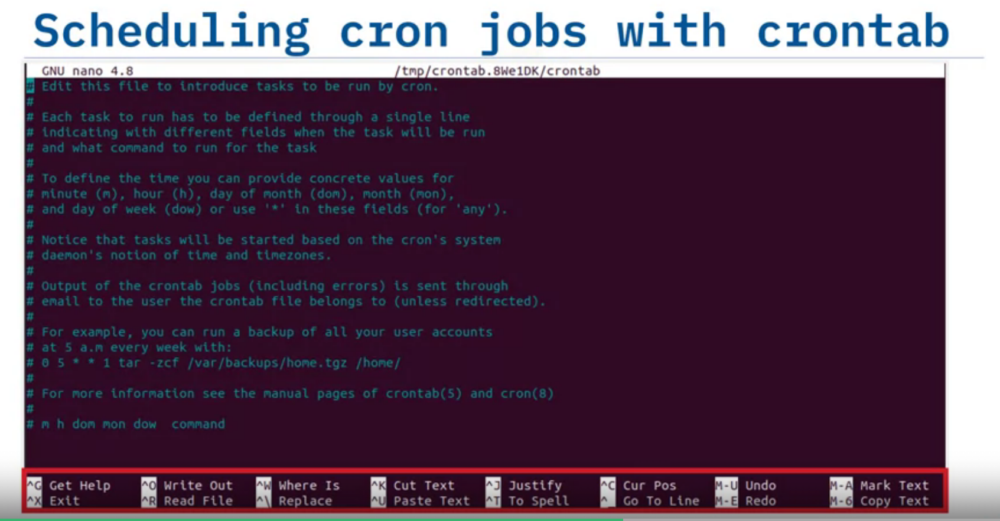 Scheduling cron jobs with crontab
GNU nano 4.8 /tmp/crontab.8We1DK/crontab
# Edit this file to introduce tasks to be run by cron.
#
# Each task to run has to be defined through a single line
# indicating with different fields when the task will be run
# and what command to run for the task
#
# To define the time you can provide concrete values for
# minute (m), hour (h), day of month (dom), month (mon),
# and day of week (dow) or use '*' in these fields (for 'any').
#
# Notice that tasks will be started based on the cron's system
# daemon's notion of time and timezones.
#
# Output of the crontab jobs (including errors) is sent through
# email to the user the crontab file belongs to (unless redirected).
#
# For example, you can run a backup of all your user accounts
# at 5 a.m every week with:
# 0 5 * * 1 tar -zcf /var/backups/home.tgz /home/
#
# For more information see the manual pages of crontab(5) and cron(8)
#
# m h dom mon dow  command
^G Get Help ^O Write Out ^W Where Is ^K Cut Text ^J Justify ^C Cur Pos M-U Undo M-A Mark Text
^X Exit ^R Read File ^\ Replace ^U Paste Text ^T To Spell ^_ Go To Line M-E Redo M-6 Copy Text